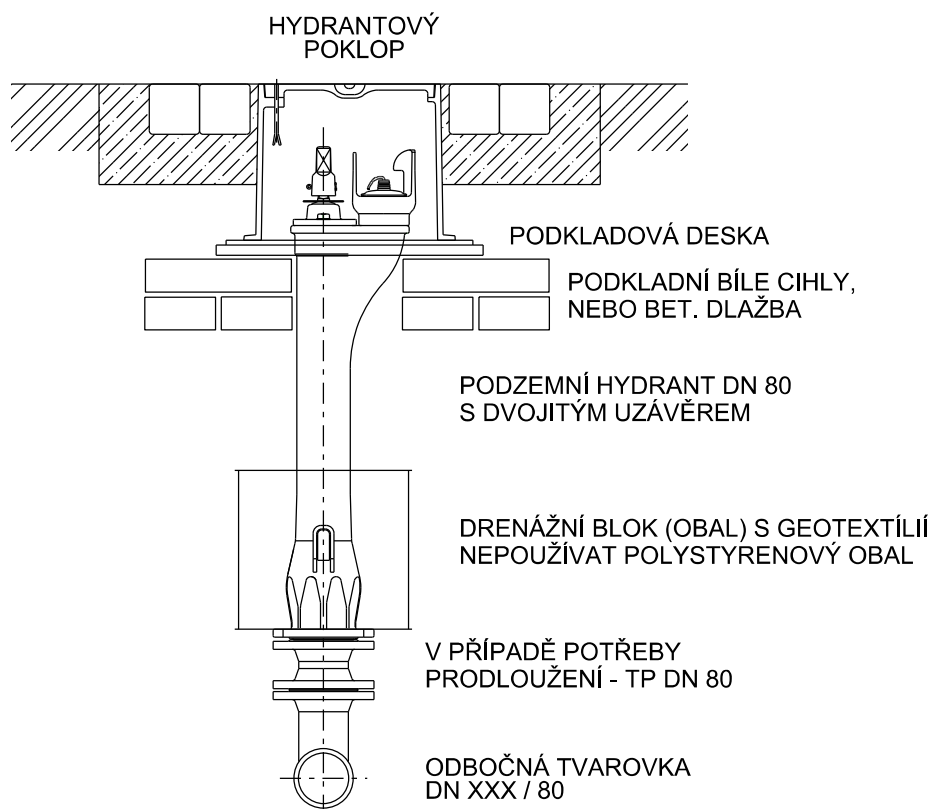 HYDRANTOVÝ
POKLOP
PODKLADOVÁ DESKA
PODKLADNÍ BÍLE CIHLY,
NEBO BET. DLAŽBA
PODZEMNÍ HYDRANT DN 80
S DVOJITÝM UZÁVĚREM
DRENÁŽNÍ BLOK (OBAL) S GEOTEXTÍLIÍ
NEPOUŽÍVAT POLYSTYRENOVÝ OBAL
V PŘÍPADĚ POTŘEBY
PRODLOUŽENÍ - TP DN 80
ODBOČNÁ TVAROVKA
DN XXX / 80